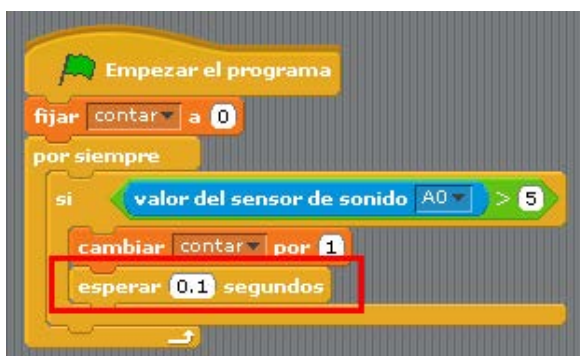 Empezar el programa
fijar contar a 0
por siempre
si valor del sensor de sonido A0 > 5
cambiar contar por 1
esperar 0.1 segundos